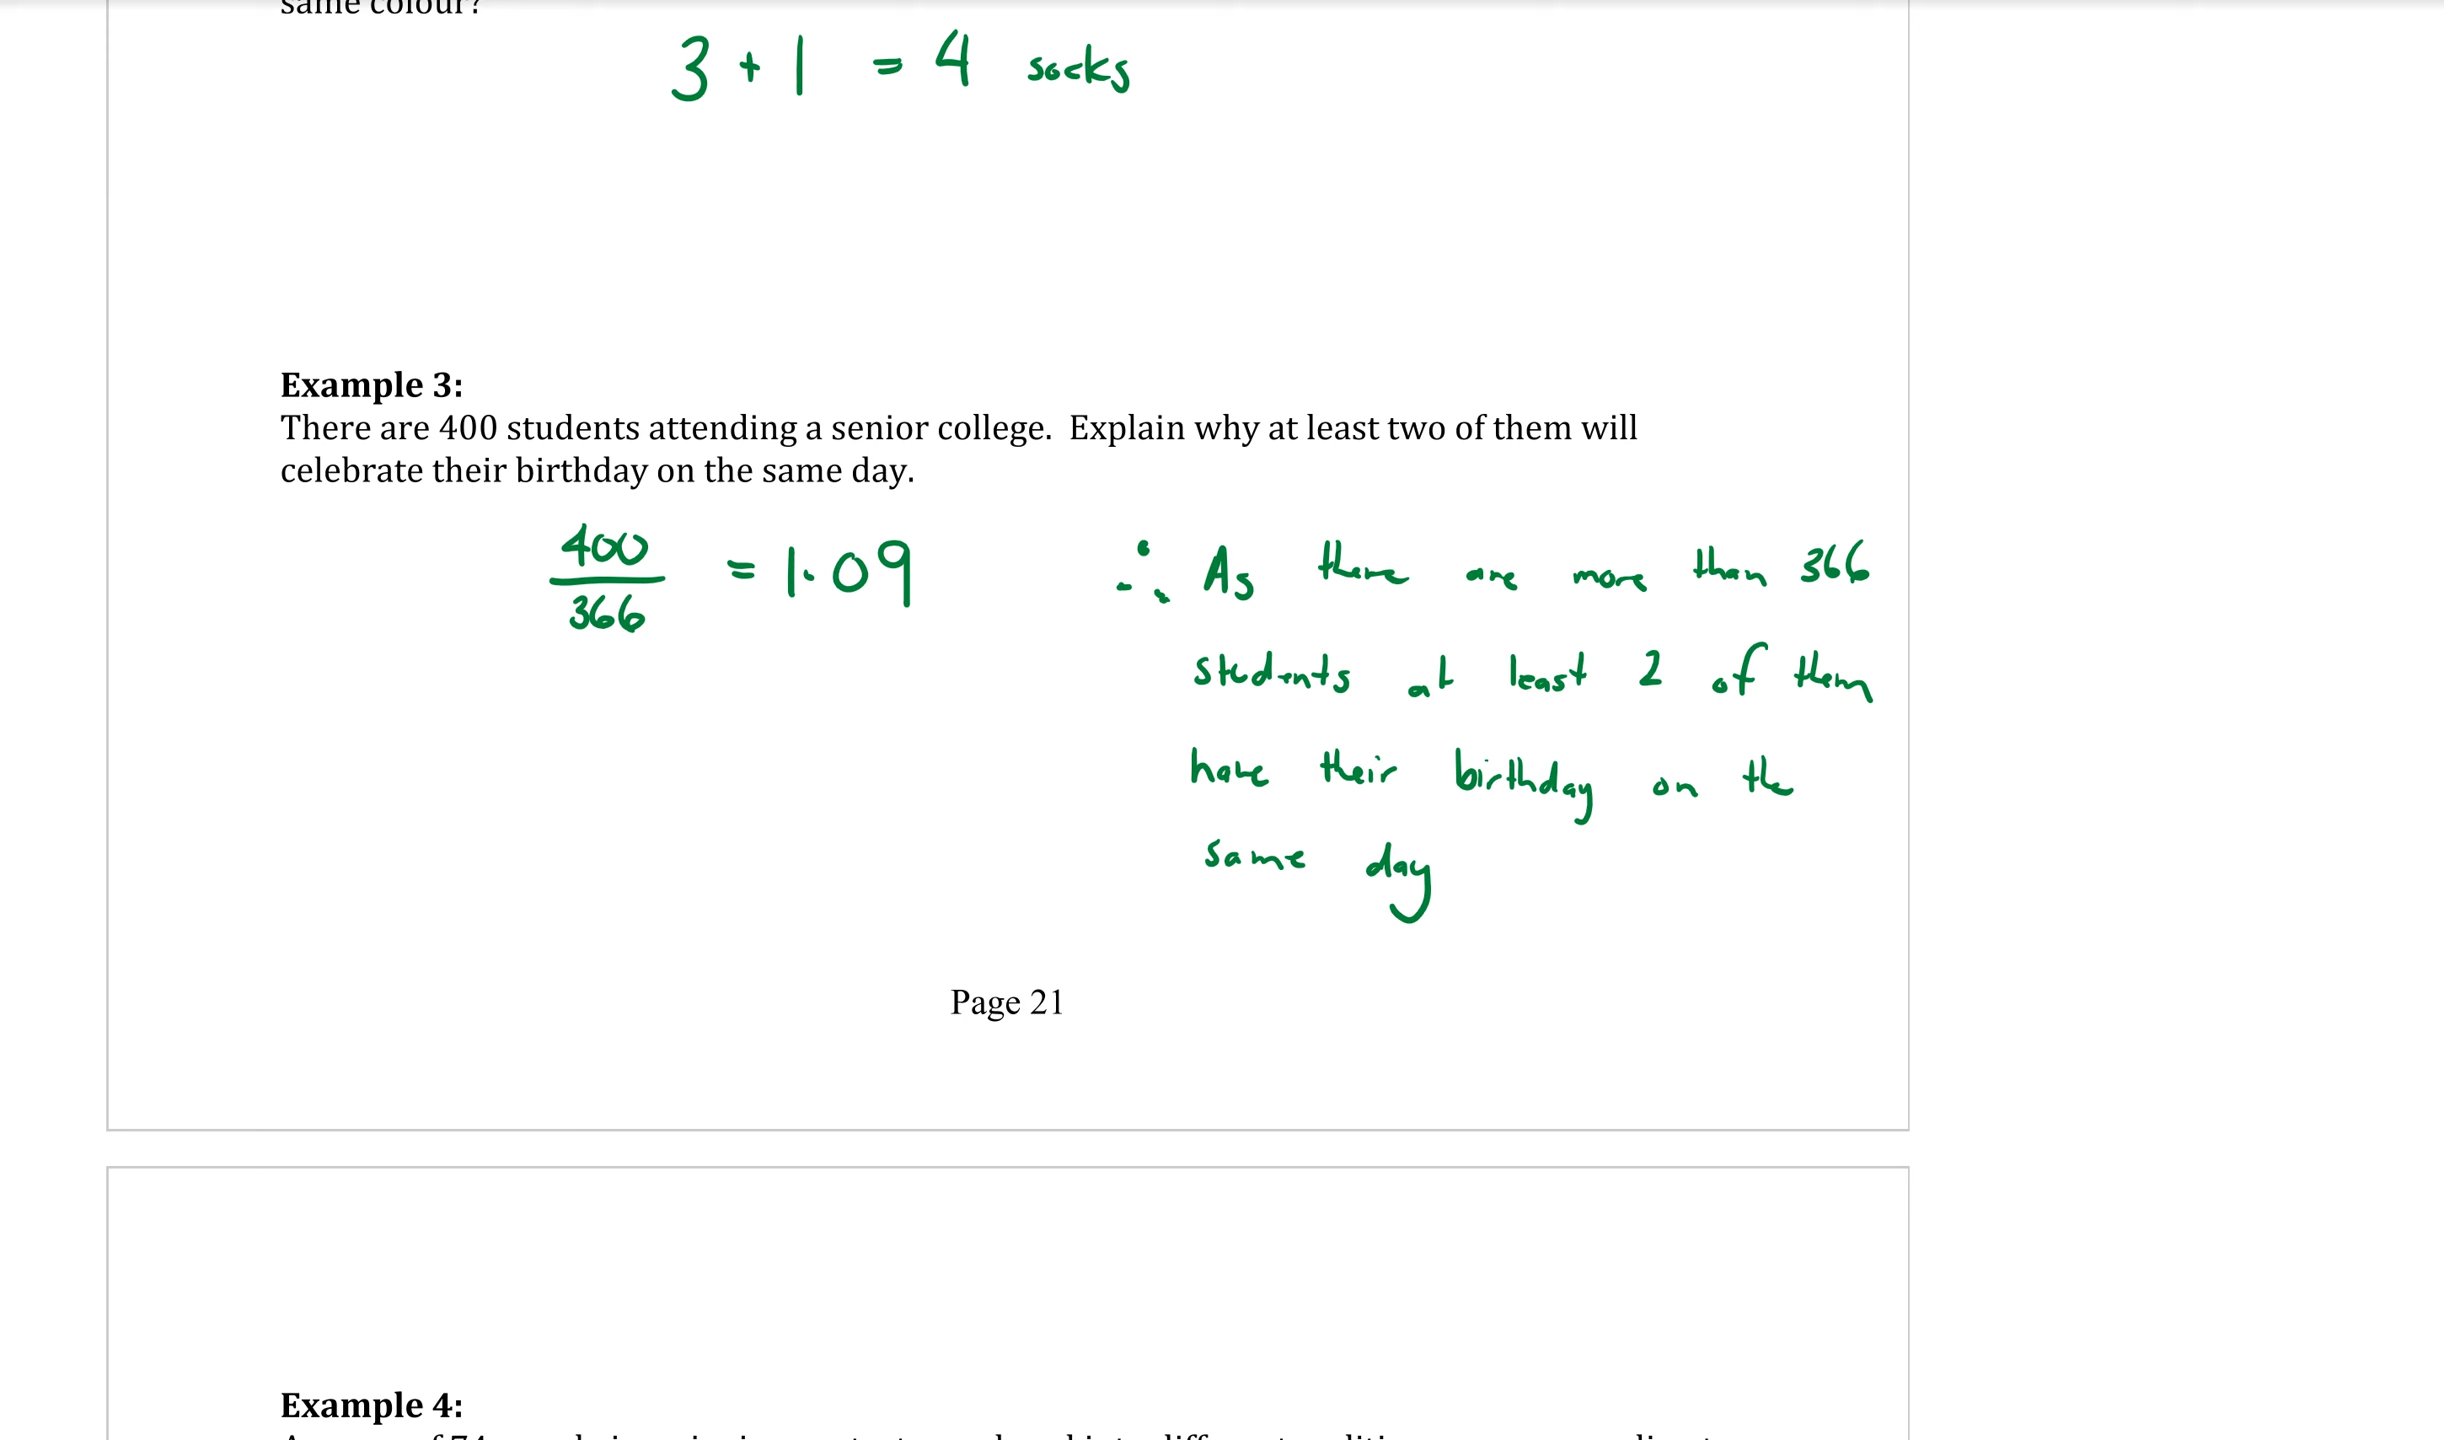 same colour?
3 + 1 = 4 socks
Example 3:
There are 400 students attending a senior college. Explain why at least two of them will
celebrate their birthday on the same day.
400/366 = 1.09 ∴ As there are more than 366
students at least 2 of them
have their birthday on the
same day
Page 21
Example 4: